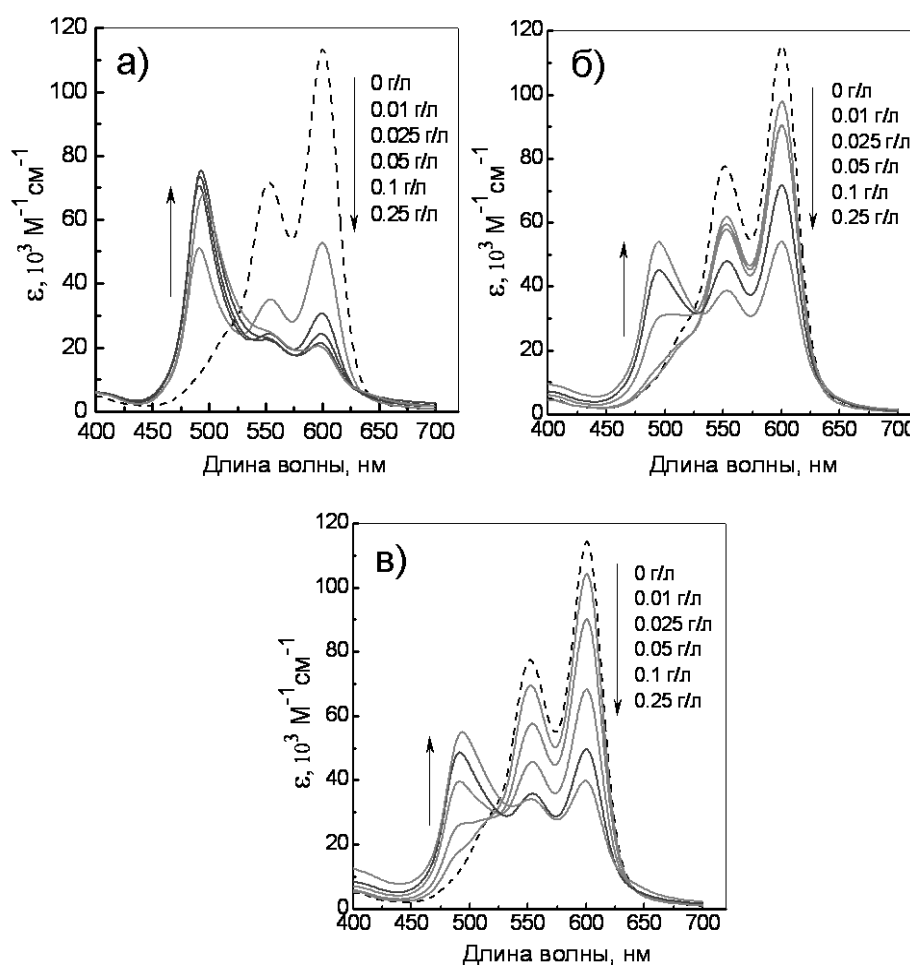 а)
ε, 10³ М⁻¹см⁻¹
120
100
80
60
40
20
0
400 450 500 550 600 650 700
Длина волны, нм
0 г/л
0.01 г/л
0.025 г/л
0.05 г/л
0.1 г/л
0.25 г/л
б)
ε, 10³ М⁻¹см⁻¹
120
100
80
60
40
20
0
400 450 500 550 600 650 700
Длина волны, нм
0 г/л
0.01 г/л
0.025 г/л
0.05 г/л
0.1 г/л
0.25 г/л
в)
ε, 10³ М⁻¹см⁻¹
120
100
80
60
40
20
0
400 450 500 550 600 650 700
Длина волны, нм
0 г/л
0.01 г/л
0.025 г/л
0.05 г/л
0.1 г/л
0.25 г/л